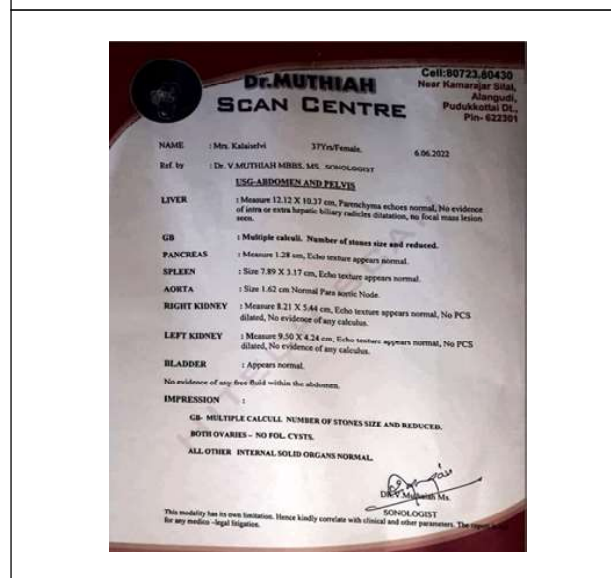 Dr.MUTHIAH
SCAN CENTRE
Cell:80723.80430
Near Kamarajar Silai,
Alangudi,
Pudukkottai Dt.,
Pin- 622301
NAME : Mrs. Kalaiselvi 37Yrs/Female. 6.06.2022
Ref. by : Dr. V.MUTHIAH MBBS, MS, SONOLOGIST
USG-ABDOMEN AND PELVIS
LIVER : Measure 12.12 X 10.37 cm, Parenchyma echoes normal, No evidence
of intra or extra hepatic biliary radicles dilatation, no focal mass lesion
seen.
GB : Multiple calculi. Number of stones size and reduced.
PANCREAS : Measure 1.28 cm, Echo texture appears normal.
SPLEEN : Size 7.89 X 3.17 cm, Echo texture appears normal.
AORTA : Size 1.62 cm Normal Para aortic Node.
RIGHT KIDNEY : Measure 8.21 X 5.44 cm, Echo texture appears normal, No PCS
dilated, No evidence of any calculus.
LEFT KIDNEY : Measure 9.50 X 4.24 cm, Echo texture appears normal, No PCS
dilated, No evidence of any calculus.
BLADDER : Appears normal.
No evidence of any free fluid within the abdomen.
IMPRESSION :
GB- MULTIPLE CALCULI. NUMBER OF STONES SIZE AND REDUCED.
BOTH OVARIES – NO FOL. CYSTS.
ALL OTHER INTERNAL SOLID ORGANS NORMAL.
SONOLOGIST
This modality has its own limitation. Hence kindly correlate with clinical and other parameters. The report
for any medico -legal litigation.